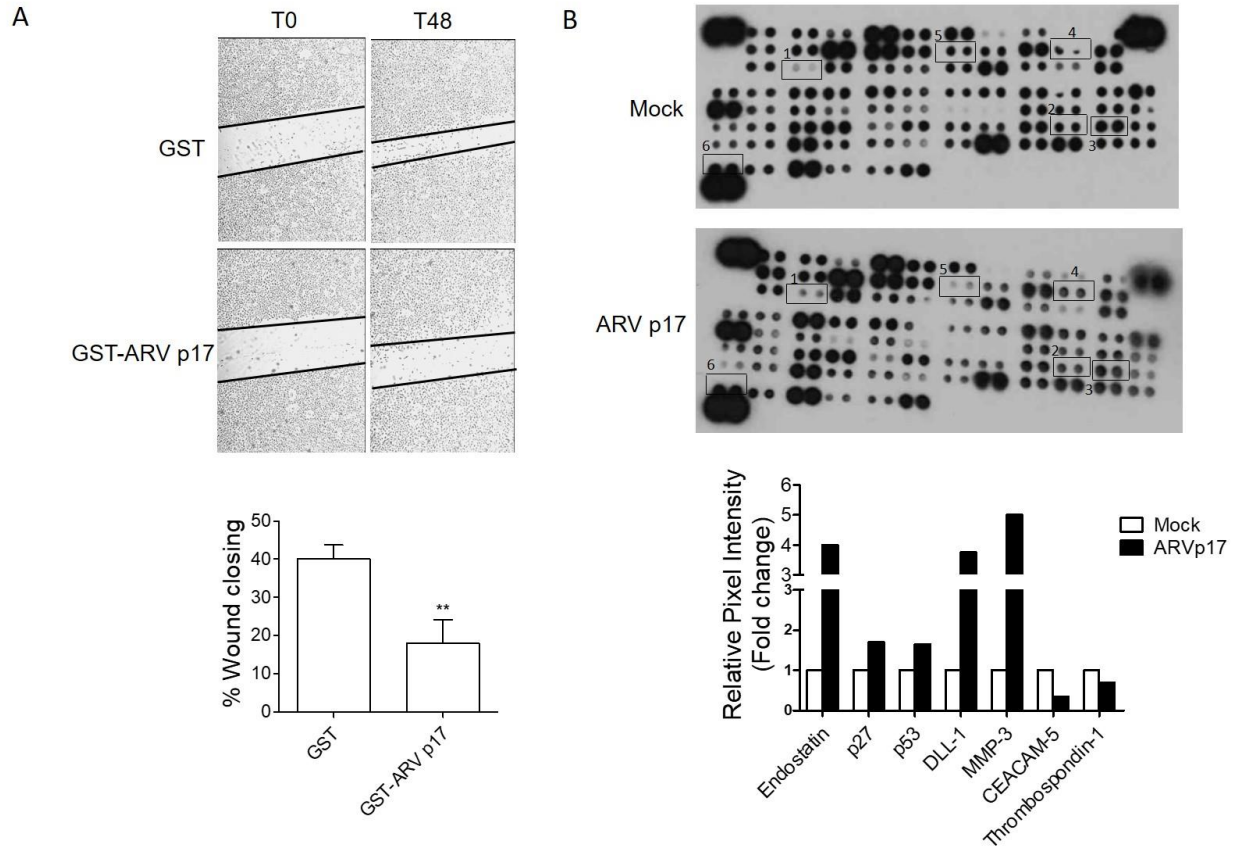 A
T0
T48
GST
GST-ARV p17
% Wound closing
50
40
30
20
10
0
**
GST
GST-ARV p17
B
Mock
1
5
4
2
3
6
ARV p17
1
5
4
2
3
6
Relative Pixel Intensity
(Fold change)
6
5
4
3
3
2
1
0
Mock
ARVp17
Endostatin
p27
p53
DLL-1
MMP-3
CEACAM-5
Thrombospondin-1